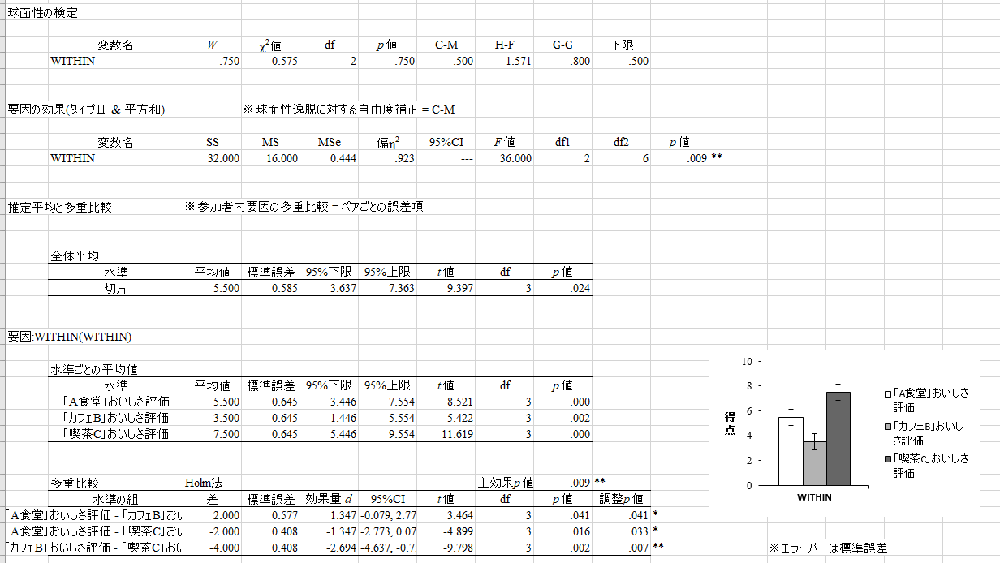 球面性の検定
変数名 W χ²値 df p 値 C-M H-F G-G 下限
WITHIN .750 0.575 2 .750 .500 1.571 .800 .500
要因の効果(タイプⅢ & 平方和) ※ 球面性逸脱に対する自由度補正 = C-M
変数名 SS MS MSe 偏η² 95%CI F 値 df1 df2 p 値
WITHIN 32.000 16.000 0.444 .923 --- 36.000 2 6 .009 **
推定平均と多重比較 ※ 参加者内要因の多重比較 = ペアごとの誤差項
全体平均
水準 平均値 標準誤差 95%下限 95%上限 t 値 df p 値
切片 5.500 0.585 3.637 7.363 9.397 3 .024
要因:WITHIN(WITHIN)
水準ごとの平均値
水準 平均値 標準誤差 95%下限 95%上限 t 値 df p 値
「A食堂」おいしさ評価 5.500 0.645 3.446 7.554 8.521 3 .000
「カフェB」おいしさ評価 3.500 0.645 1.446 5.554 5.422 3 .002
「喫茶C」おいしさ評価 7.500 0.645 5.446 9.554 11.619 3 .000
多重比較 Holm法 主効果p 値 .009 **
水準の組 差 標準誤差 効果量 d 95%CI t 値 df p 値 調整p 値
「A食堂」おいしさ評価 - 「カフェB」おい 2.000 0.577 1.347 -0.079, 2.77 3.464 3 .041 .041 *
「A食堂」おいしさ評価 - 「喫茶C」おい -2.000 0.408 -1.347 -2.773, 0.07 -4.899 3 .016 .033 *
「カフェB」おいしさ評価 - 「喫茶C」おい -4.000 0.408 -2.694 -4.637, -0.7 -9.798 3 .002 .007 **
10
8
6
4
2
0
得点
WITHIN
「A食堂」おいしさ
評価
「カフェB」おいし
さ評価
「喫茶C」おいしさ
評価
※エラーバーは標準誤差